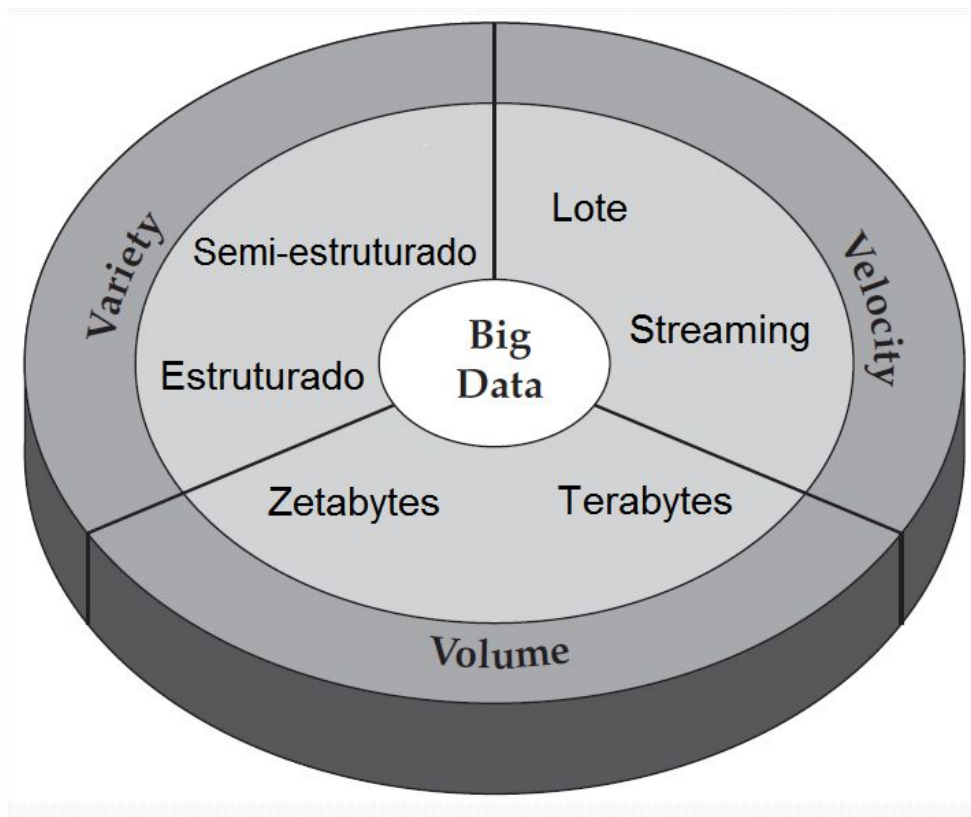 Lote
Variety
Velocity
Semi-estruturado
Big
Data
Streaming
Estruturado
Zetabytes
Terabytes
Volume